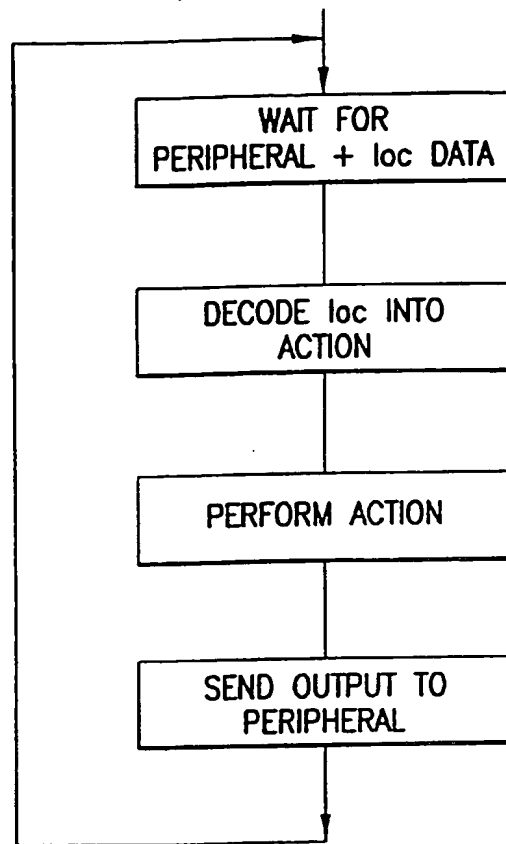 WAIT FOR
PERIPHERAL + loc DATA
DECODE loc INTO
ACTION
PERFORM ACTION
SEND OUTPUT TO
PERIPHERAL